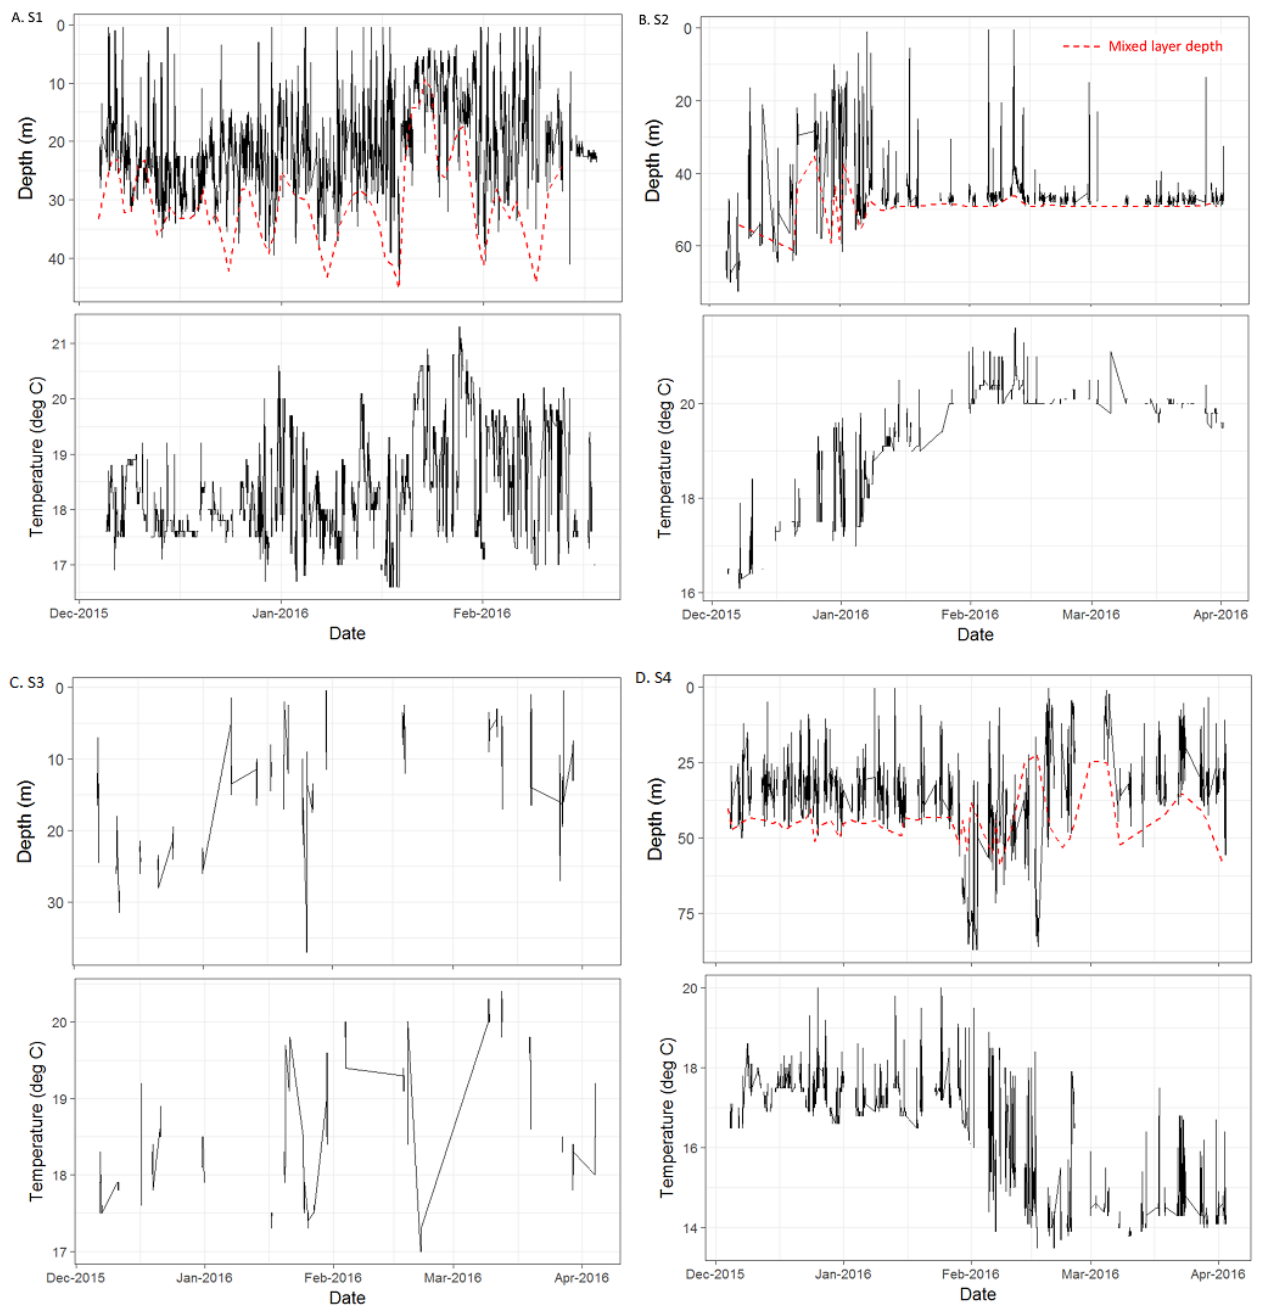 A. S1
Depth (m)
0
10
20
30
40
Temperature (deg C)
21
20
19
18
17
Dec-2015 Jan-2016 Feb-2016
Date
B. S2
Mixed layer depth
Depth (m)
0
20
40
60
Temperature (deg C)
20
18
16
Dec-2015 Jan-2016 Feb-2016 Mar-2016 Apr-2016
Date
C. S3
Depth (m)
0
10
20
30
Temperature (deg C)
20
19
18
17
Dec-2015 Jan-2016 Feb-2016 Mar-2016 Apr-2016
Date
D. S4
Depth (m)
0
25
50
75
Temperature (deg C)
20
18
16
14
Dec-2015 Jan-2016 Feb-2016 Mar-2016 Apr-2016
Date